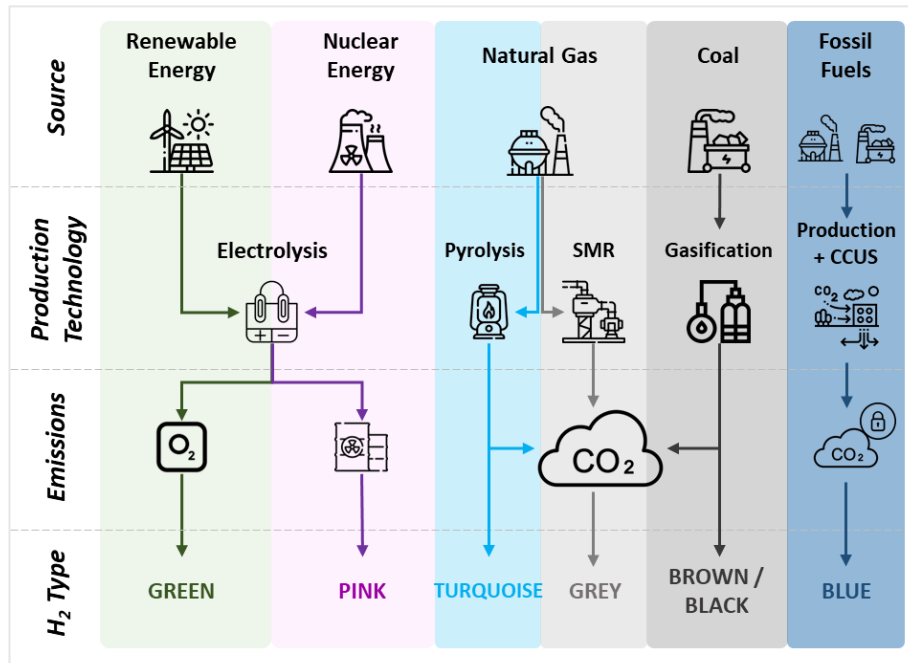 Source
Renewable
Energy
Nuclear
Energy
Natural Gas
Coal
Fossil
Fuels
Production
Technology
Electrolysis
Pyrolysis
SMR
Gasification
Production
+ CCUS
+ −
CO₂
Emissions
O₂
CO₂
CO₂
H₂ Type
GREEN
PINK
TURQUOISE
GREY
BROWN /
BLACK
BLUE